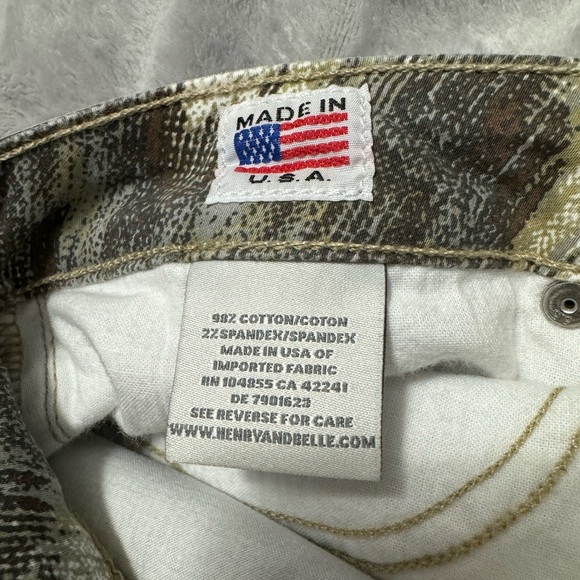 MADE IN
U.S.A.
98% COTTON/COTON
2% SPANDEX/SPANDEX
MADE IN USA OF
IMPORTED FABRIC
RN 104855 CA 42241
DE 7901623
SEE REVERSE FOR CARE
WWW.HENRYANDBELLE.COM